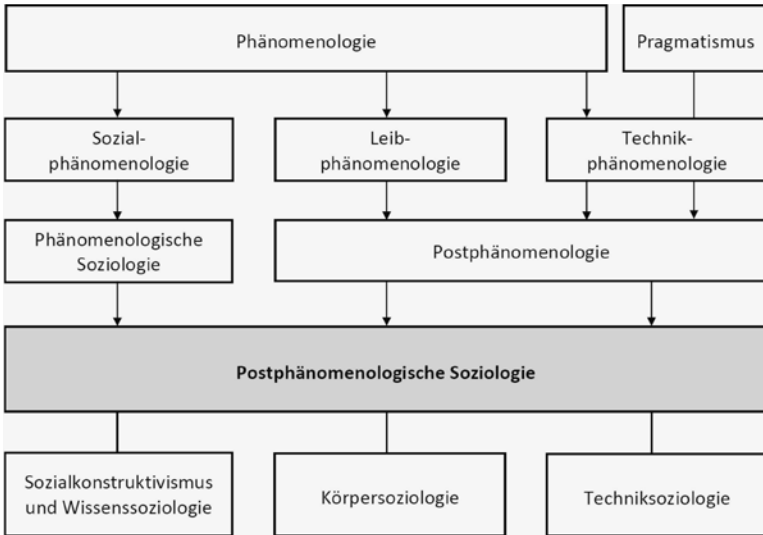 Phänomenologie
Pragmatismus
Sozial-
phänomenologie
Leib-
phänomenologie
Technik-
phänomenologie
Phänomenologische
Soziologie
Postphänomenologie
Postphänomenologische Soziologie
Sozialkonstruktivismus
und Wissenssoziologie
Körpersoziologie
Techniksoziologie